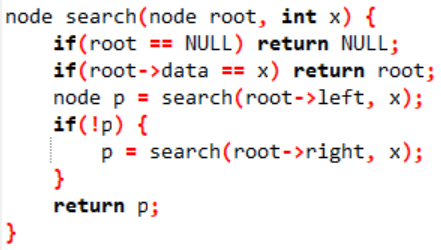 node search(node root, int x) {
    if(root == NULL) return NULL;
    if(root->data == x) return root;
    node p = search(root->left, x);
    if(!p) {
        p = search(root->right, x);
    }
    return p;
}